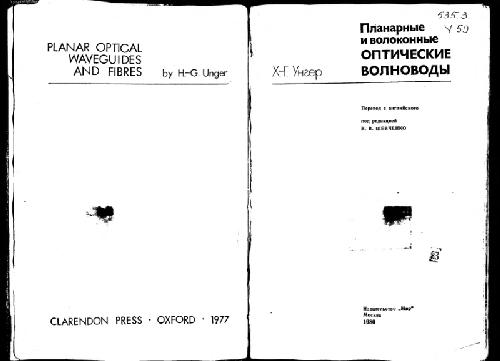 PLANAR OPTICAL
WAVEGUIDES
AND FIBRES
by H-G Unger
CLARENDON PRESS · OXFORD · 1977
535.3
У 59
Планарные
и волоконные
ОПТИЧЕСКИЕ
ВОЛНОВОДЫ
Х-Г. Унгер
Перевод с английского
под редакцией
В. В. ШЕВЧЕНКО
Издательство „Мир“
Москва
1980